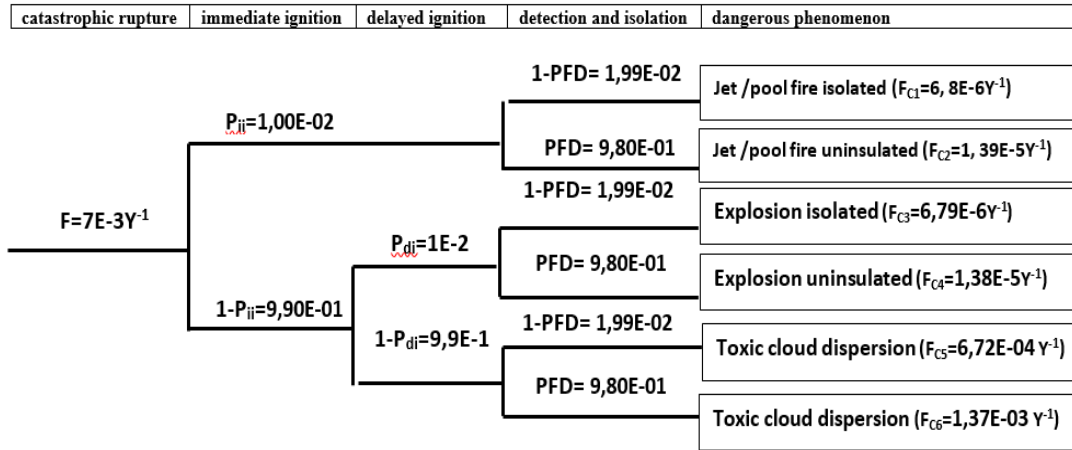 catastrophic rupture immediate ignition delayed ignition detection and isolation dangerous phenomenon
1-PFD= 1,99E-02
Jet /pool fire isolated (FC1=6, 8E-6Y-1)
Pii=1,00E-02
PFD= 9,80E-01
Jet /pool fire uninsulated (FC2=1, 39E-5Y-1)
1-PFD= 1,99E-02
Explosion isolated (FC3=6,79E-6Y-1)
F=7E-3Y-1
Pdi=1E-2
PFD= 9,80E-01
Explosion uninsulated (FC4=1,38E-5Y-1)
1-Pii=9,90E-01
1-PFD= 1,99E-02
1-Pdi=9,9E-1
Toxic cloud dispersion (FC5=6,72E-04 Y-1)
PFD= 9,80E-01
Toxic cloud dispersion (FC6=1,37E-03 Y-1)